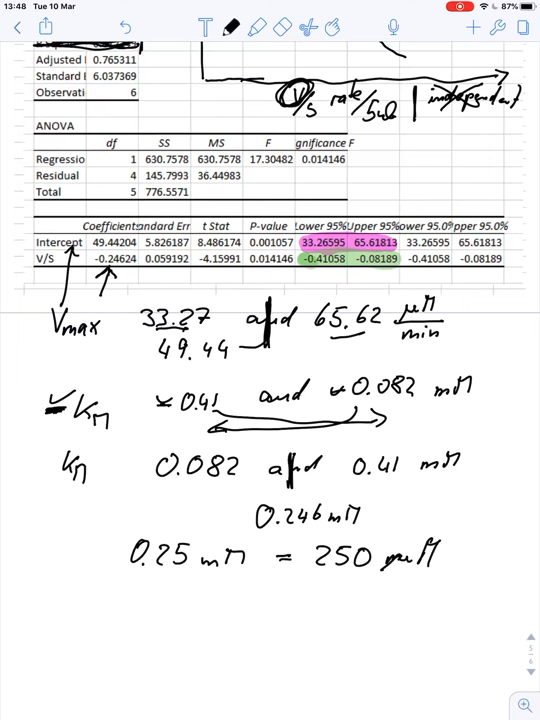 13:48 Tue 10 Mar 87%
Adjusted I 0.765311
Standard E 6.037369
Observati 6
V/S rate/Sub | independent
ANOVA
df SS MS F gnificance F
Regressio 1 630.7578 630.7578 17.30482 0.014146
Residual 4 145.7993 36.44983
Total 5 776.5571
Coefficients andard Err t Stat P-value Lower 95% Upper 95% ower 95.0% pper 95.0%
Intercept 49.44204 5.826187 8.486174 0.001057 33.26595 65.61813 33.26595 65.61813
V/S -0.24624 0.059192 -4.15991 0.014146 -0.41058 -0.08189 -0.41058 -0.08189
Vmax 33.27 and 65.62 μM/min
49.44
- KM - 0.41 and - 0.082 mM
KM 0.082 and 0.41 mM
0.246 mM
0.25 mM = 250 μM
5
6